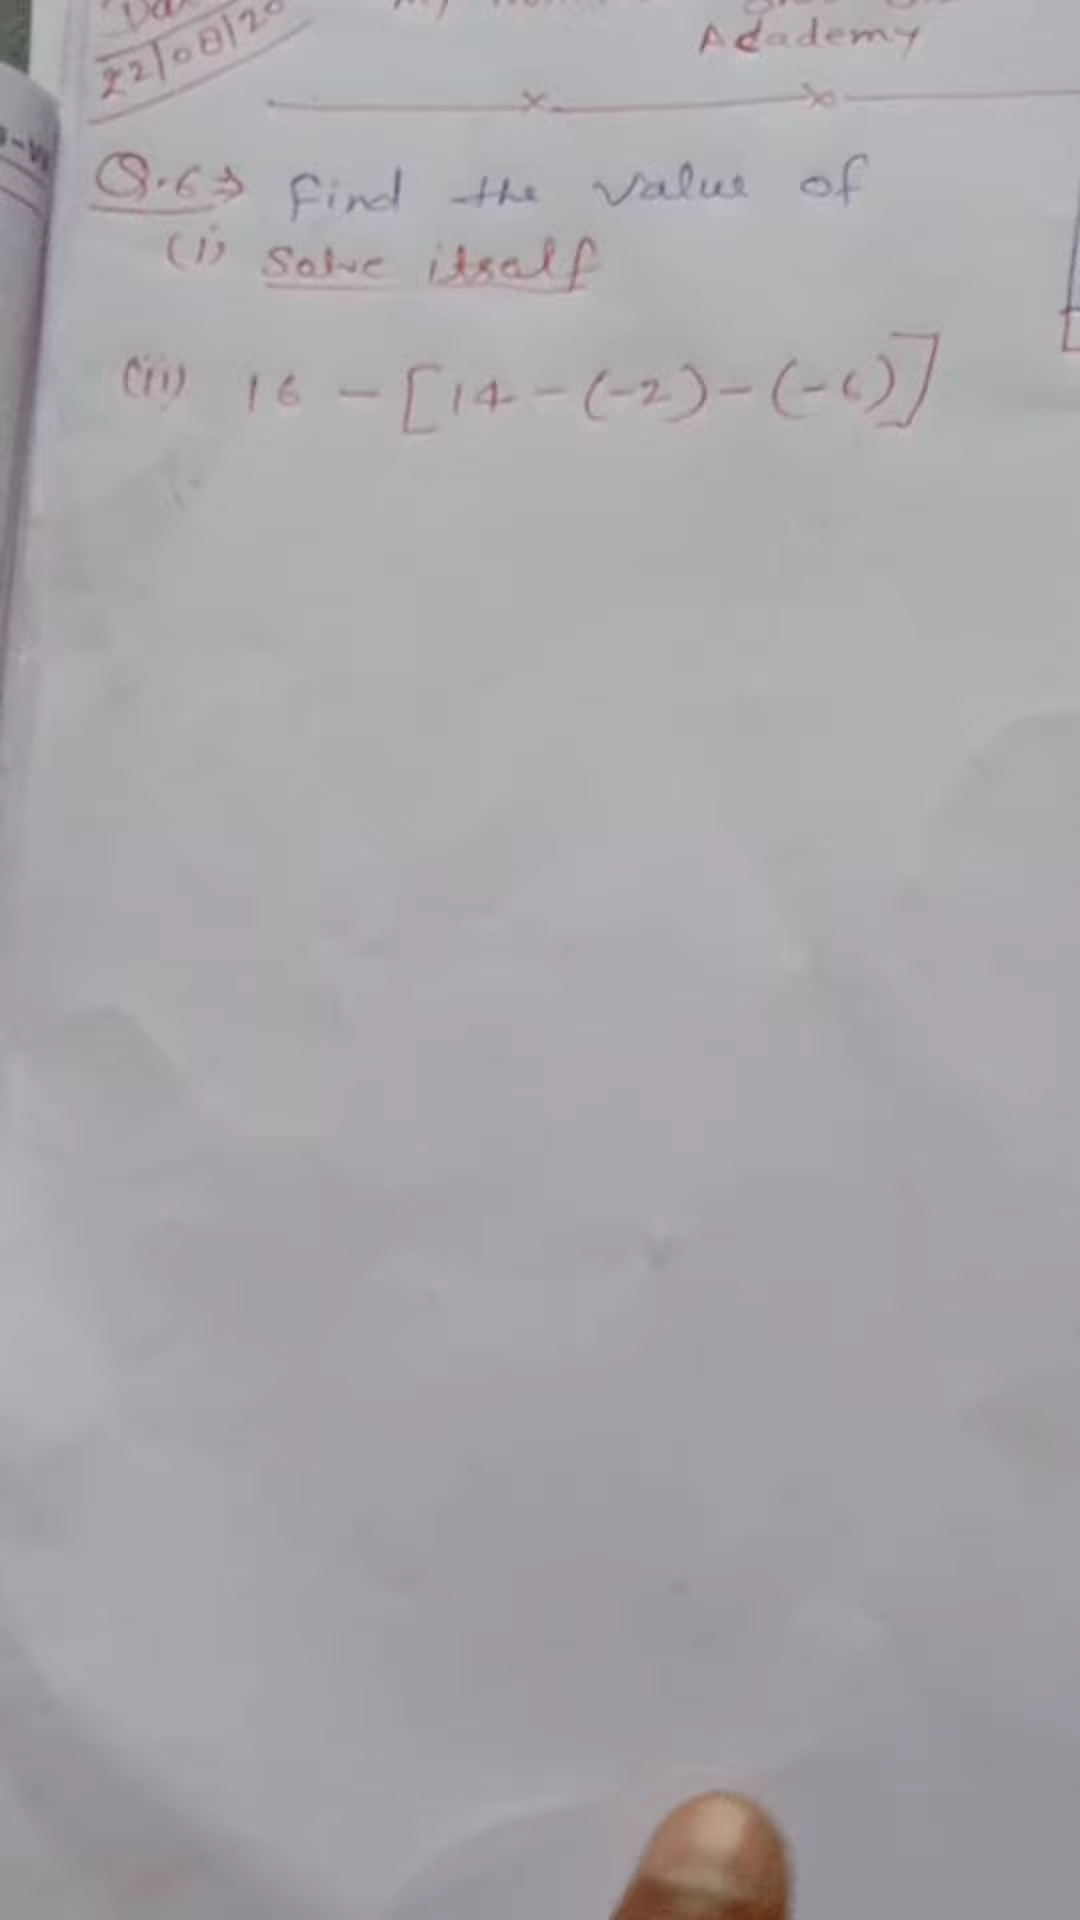 22/08/20
Academy
Q.6⇒ Find the value of
(i) Solve itself
(ii) 16 - [14 - (-2) - (-6)]